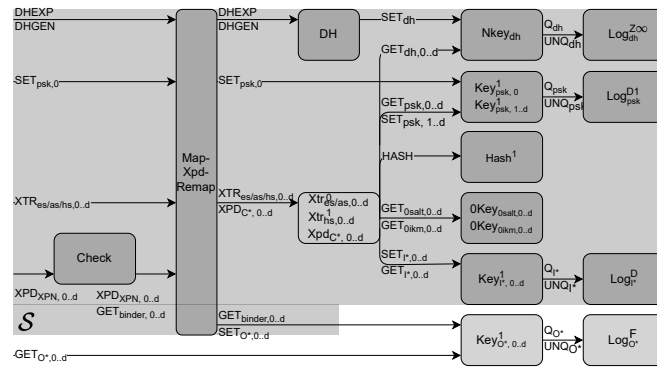 DHEXP
DHGEN
SET_psk,0
XTR_es/as/hs,0..d
Check
XPD_XPN, 0..d
XPD_XPN, 0..d
GET_binder, 0..d
S
GET_O*,0..d
Map-
Xpd-
Remap
DHEXP
DHGEN
SET_psk,0
XTR_es/as/hs,0..d
XPD_C*, 0..d
GET_binder,0..d
SET_O*,0..d
DH
Xtr^0_es/as,0..d
Xtr^1_hs,0..d
Xpd_C*, 0..d
SET_dh
GET_dh,0..d
GET_psk,0..d
SET_psk, 1..d
HASH
GET_0salt,0..d
GET_0ikm,0..d
SET_I*,0..d
GET_I*,0..d
Nkey_dh
Key^1_psk, 0
Key^1_psk, 1..d
Hash^1
0Key_0salt,0..d
0Key_0ikm,0..d
Key^1_I*, 0..d
Key^1_O*, 0..d
Q_dh
UNQ_dh
Q_psk
UNQ_psk
Q_I*
UNQ_I*
Q_O*
UNQ_O*
Log^Z∞_dh
Log^D1_psk
Log^D_I*
Log^F_O*